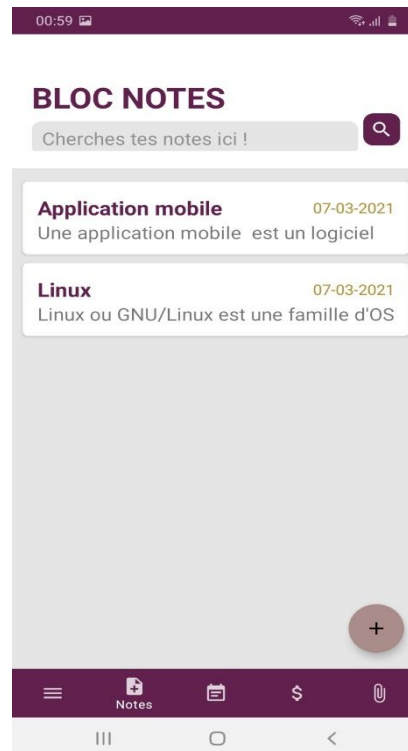 00:59
BLOC NOTES
Cherches tes notes ici !
Application mobile 07-03-2021
Une application mobile est un logiciel
Linux 07-03-2021
Linux ou GNU/Linux est une famille d'OS
+
$
Notes